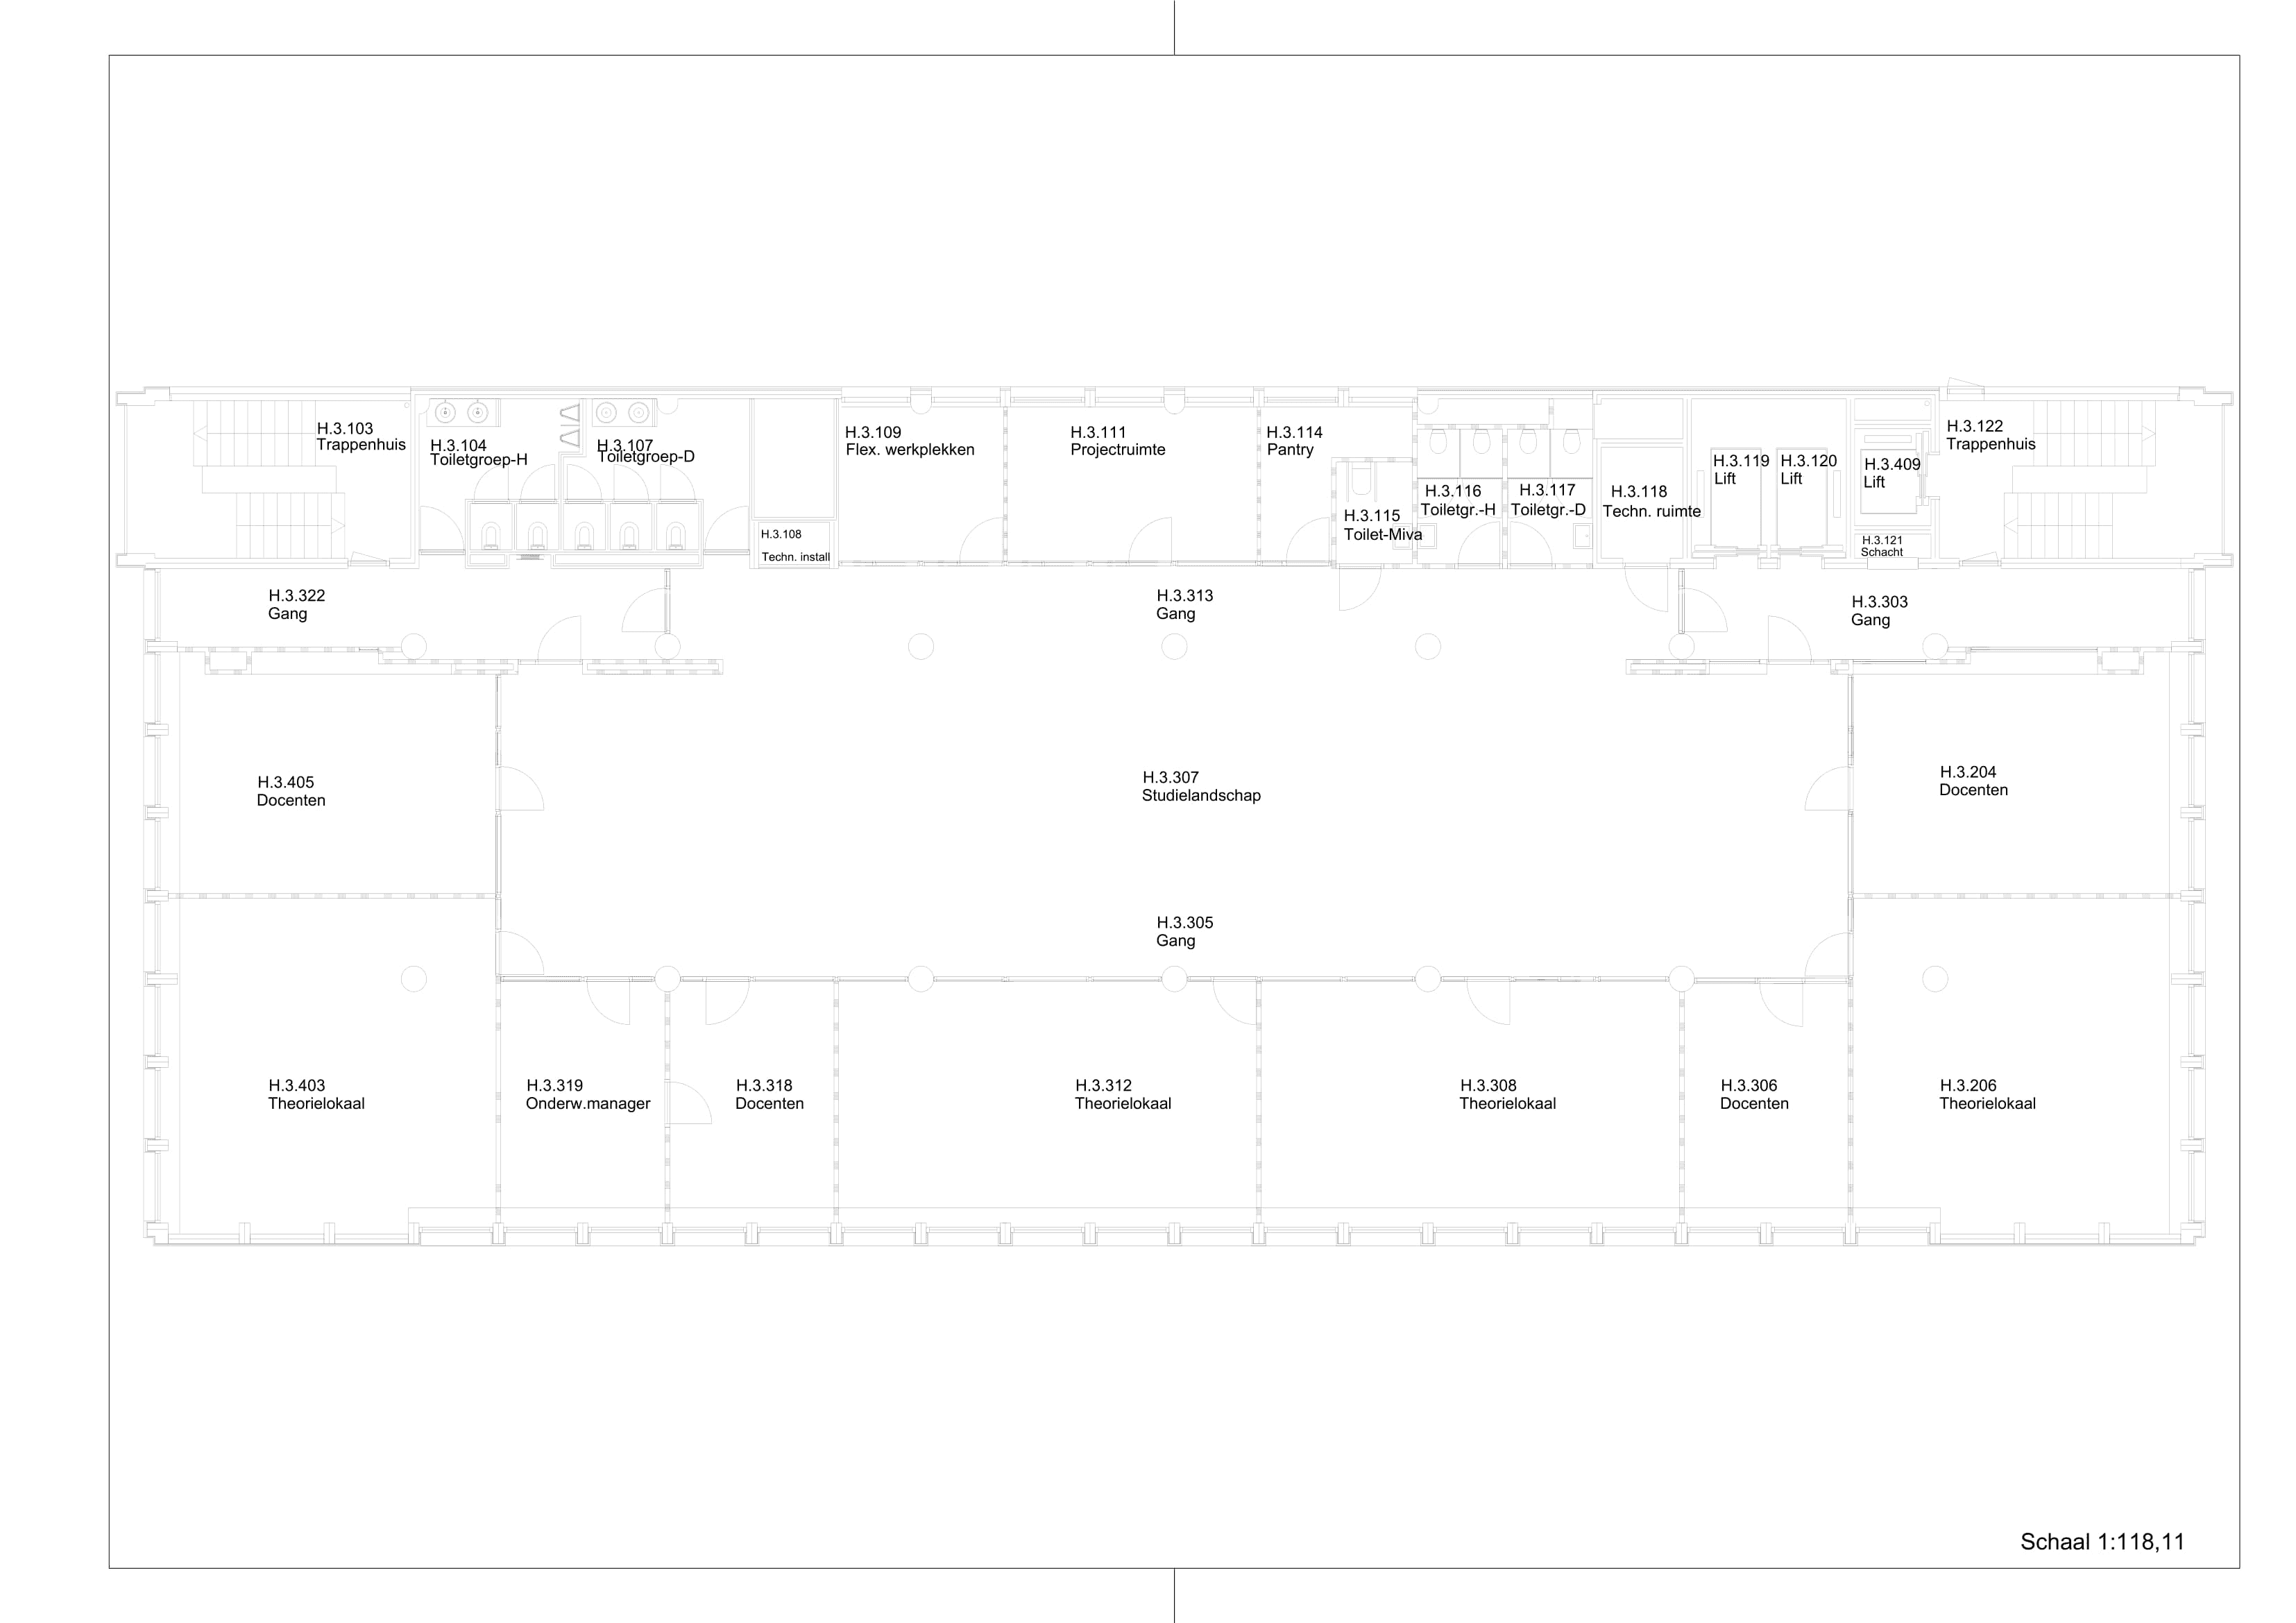 H.3.103
Trappenhuis
H.3.104
Toiletgroep-H
H.3.107
Toiletgroep-D
H.3.108
Techn. install
H.3.109
Flex. werkplekken
H.3.111
Projectruimte
H.3.114
Pantry
H.3.115
Toilet-Miva
H.3.116
Toiletgr.-H
H.3.117
Toiletgr.-D
H.3.118
Techn. ruimte
H.3.119
Lift
H.3.120
Lift
H.3.409
Lift
H.3.121
Schacht
H.3.122
Trappenhuis
H.3.322
Gang
H.3.313
Gang
H.3.303
Gang
H.3.405
Docenten
H.3.307
Studielandschap
H.3.204
Docenten
H.3.305
Gang
H.3.403
Theorielokaal
H.3.319
Onderw.manager
H.3.318
Docenten
H.3.312
Theorielokaal
H.3.308
Theorielokaal
H.3.306
Docenten
H.3.206
Theorielokaal
Schaal 1:118,11